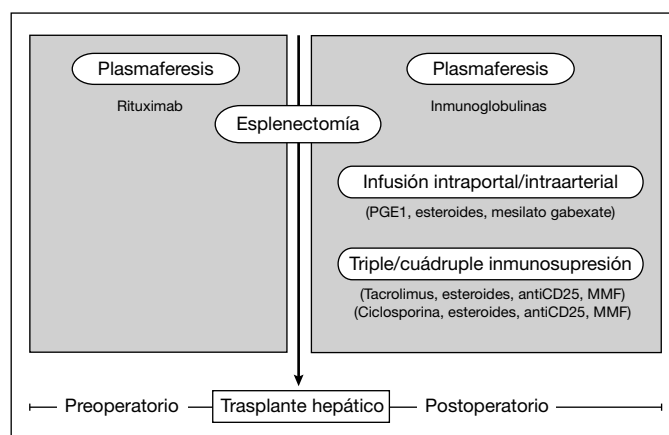 Plasmaferesis
Rituximab
Plasmaferesis
Inmunoglobulinas
Esplenectomía
Infusión intraportal/intraarterial
(PGE1, esteroides, mesilato gabexate)
Triple/cuádruple inmunosupresión
(Tacrolimus, esteroides, antiCD25, MMF)
(Ciclosporina, esteroides, antiCD25, MMF)
Preoperatorio
Trasplante hepático
Postoperatorio